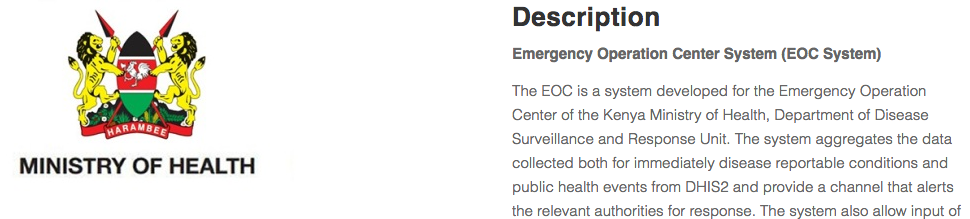 HARAMBEE
MINISTRY OF HEALTH
Description
Emergency Operation Center System (EOC System)
The EOC is a system developed for the Emergency Operation
Center of the Kenya Ministry of Health, Department of Disease
Surveillance and Response Unit. The system aggregates the data
collected both for immediately disease reportable conditions and
public health events from DHIS2 and provide a channel that alerts
the relevant authorities for response. The system also allow input of